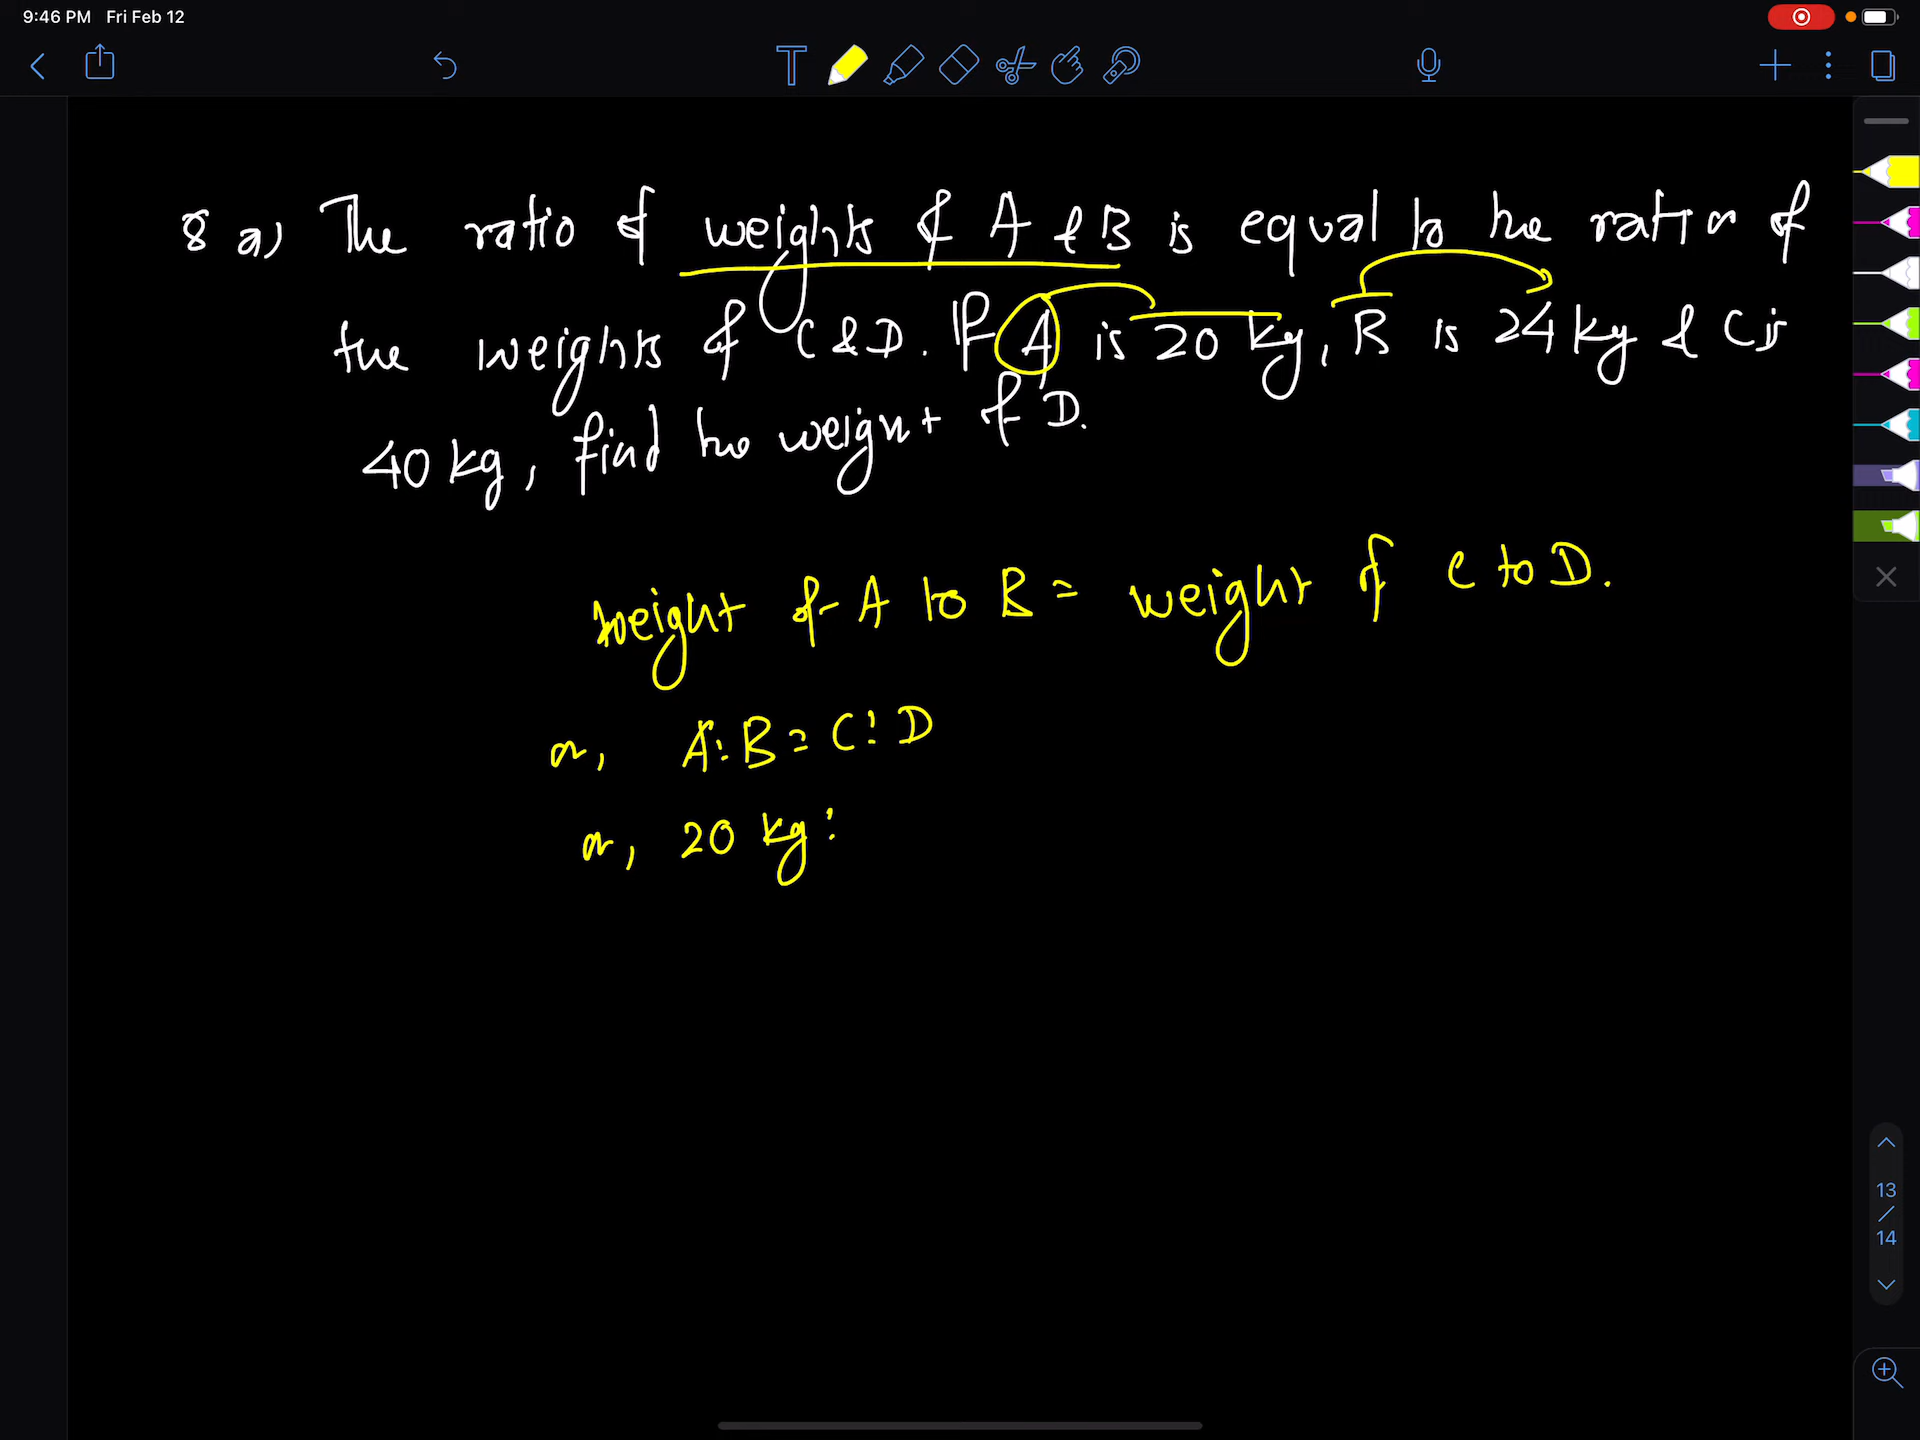 9:46 PM Fri Feb 12
8 a) The ratio of weights of A & B is equal to the ratio of
the weights of C & D. If A is 20 kg, B is 24 kg & C is
40 kg, find the weight of D.
weight of A to B = weight of C to D.
or, A:B = C:D
or, 20 kg:
13
/
14